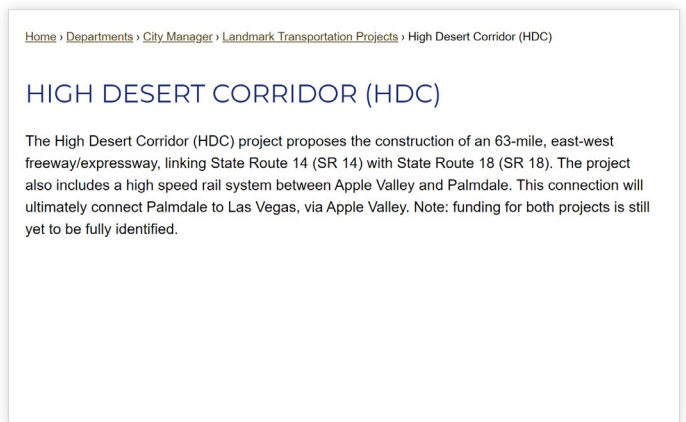 Home › Departments › City Manager › Landmark Transportation Projects › High Desert Corridor (HDC)
HIGH DESERT CORRIDOR (HDC)
The High Desert Corridor (HDC) project proposes the construction of an 63-mile, east-west
freeway/expressway, linking State Route 14 (SR 14) with State Route 18 (SR 18). The project
also includes a high speed rail system between Apple Valley and Palmdale. This connection will
ultimately connect Palmdale to Las Vegas, via Apple Valley. Note: funding for both projects is still
yet to be fully identified.